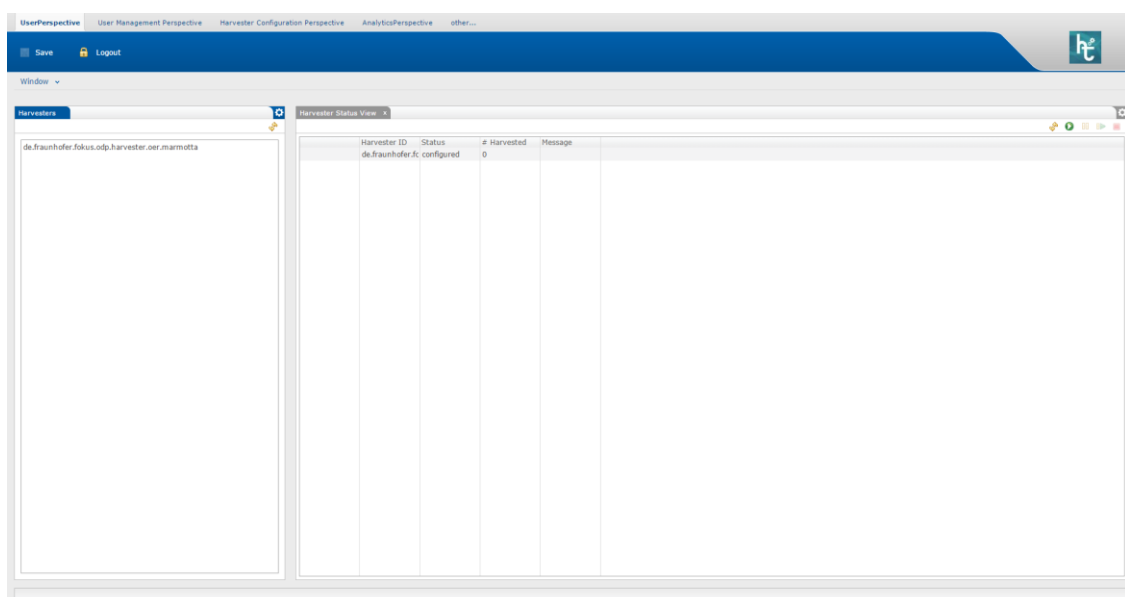 UserPerspective User Management Perspective Harvester Configuration Perspective AnalyticsPerspective other...
Save Logout
hc
Window
Harvesters
Harvester Status View x
de.fraunhofer.fokus.odp.harvester.oer.marmotta
Harvester ID Status # Harvested Message
de.fraunhofer.fc configured 0